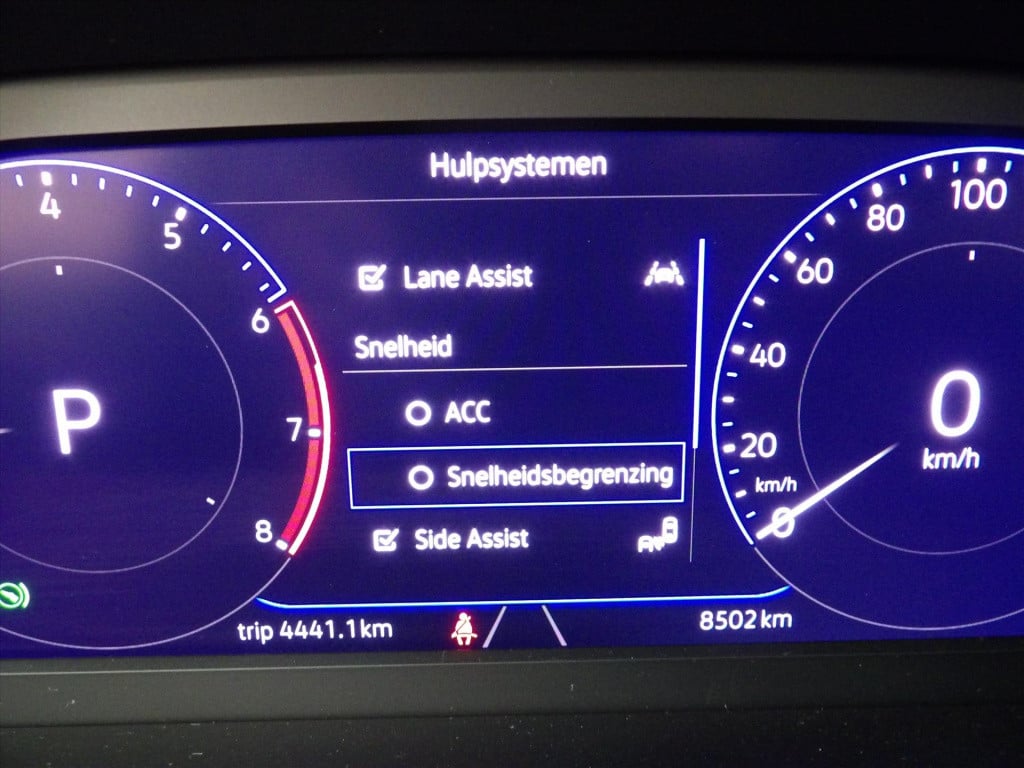 Hulpsystemen
4
5
6
7
8
P
Lane Assist
Snelheid
ACC
Snelheidsbegrenzing
Side Assist
100
80
60
40
20
km/h
0
0
km/h
trip 4441.1 km
8502 km